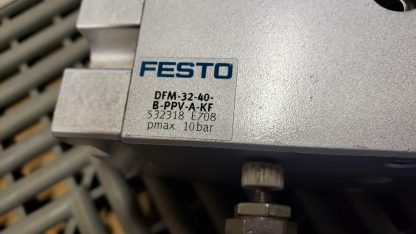 FESTO
DFM-32-40-
B-PPV-A-KF
532318 E708
pmax. 10bar